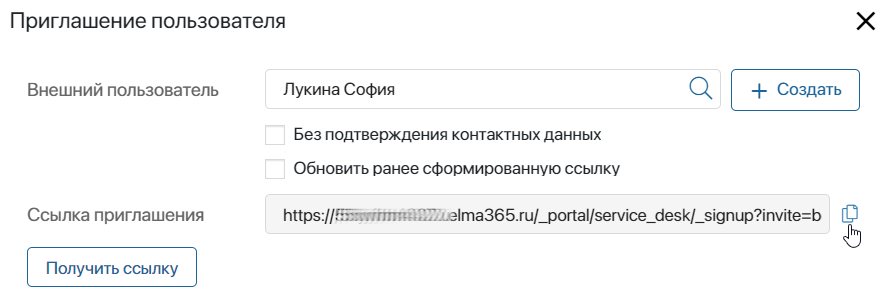 Приглашение пользователя
Внешний пользователь Лукина София + Создать
Без подтверждения контактных данных
Обновить ранее сформированную ссылку
Ссылка приглашения https:// elma365.ru/_portal/service_desk/_signup?invite=b
Получить ссылку